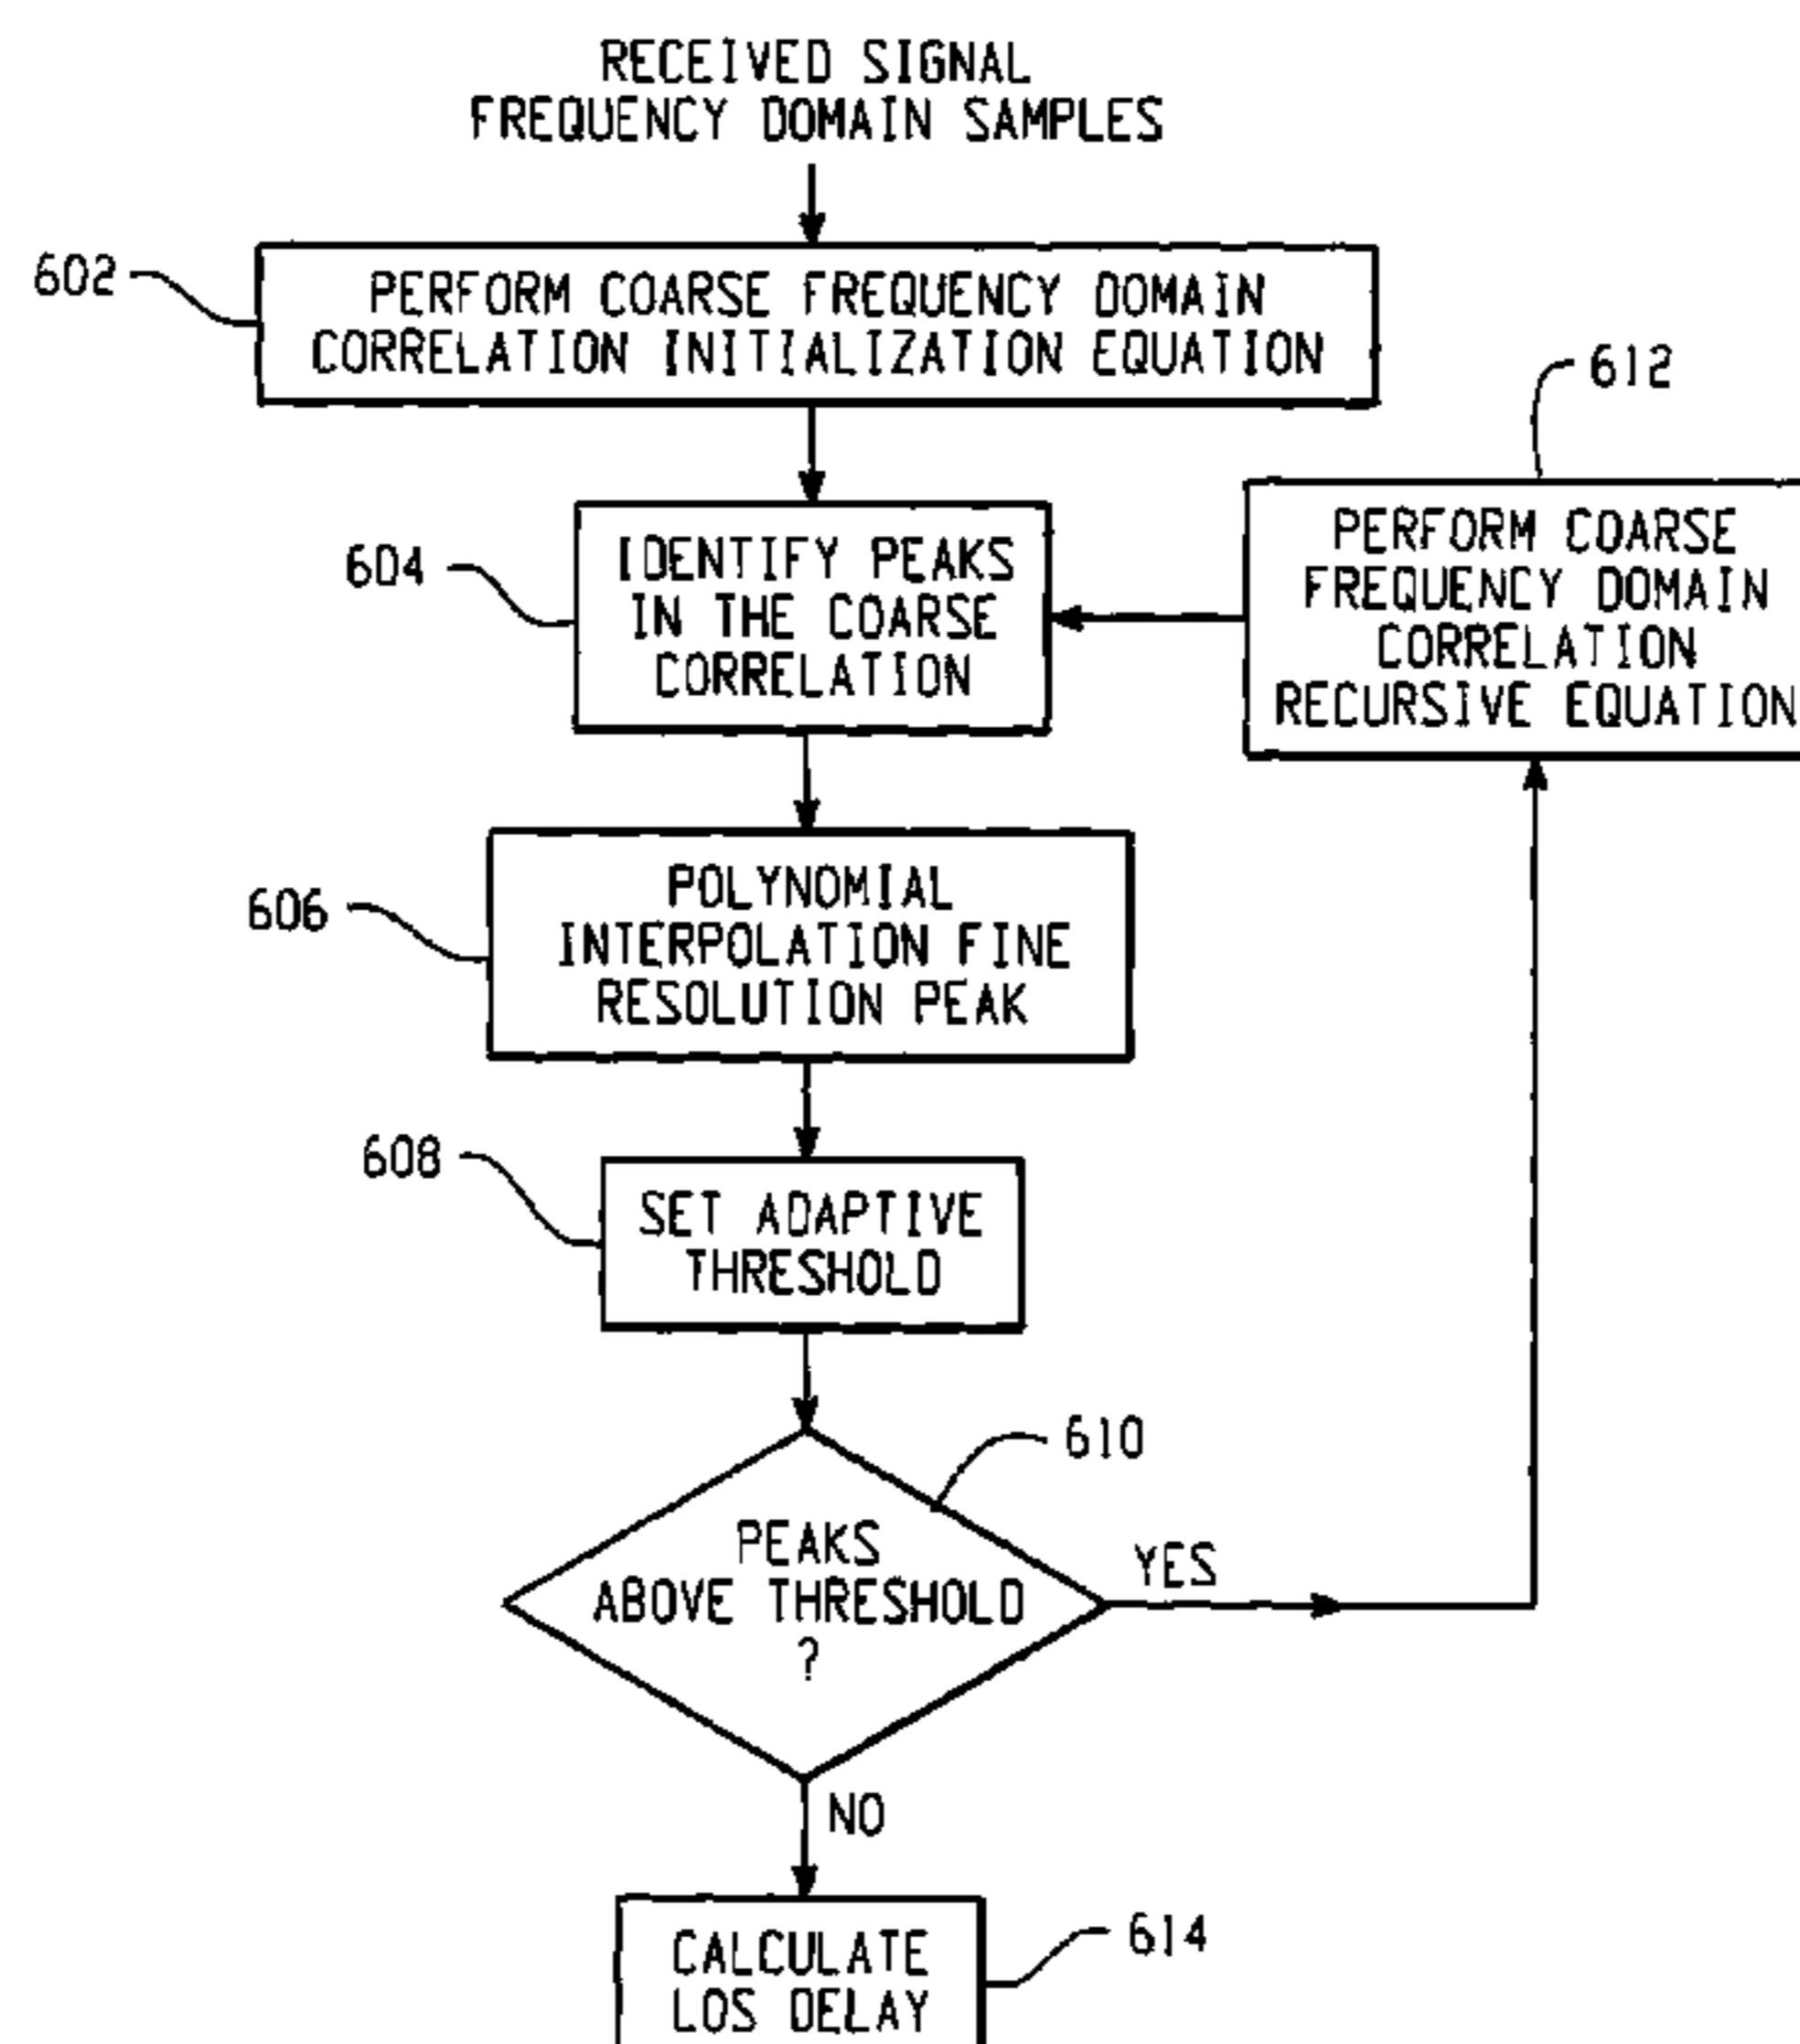 RECEIVED SIGNAL
FREQUENCY DOMAIN SAMPLES
602
PERFORM COARSE FREQUENCY DOMAIN
CORRELATION INITIALIZATION EQUATION
612
604
IDENTIFY PEAKS
IN THE COARSE
CORRELATION
PERFORM COARSE
FREQUENCY DOMAIN
CORRELATION
RECURSIVE EQUATION
606
POLYNOMIAL
INTERPOLATION FINE
RESOLUTION PEAK
608
SET ADAPTIVE
THRESHOLD
610
PEAKS
ABOVE THRESHOLD
?
YES
NO
CALCULATE
LOS DELAY
614